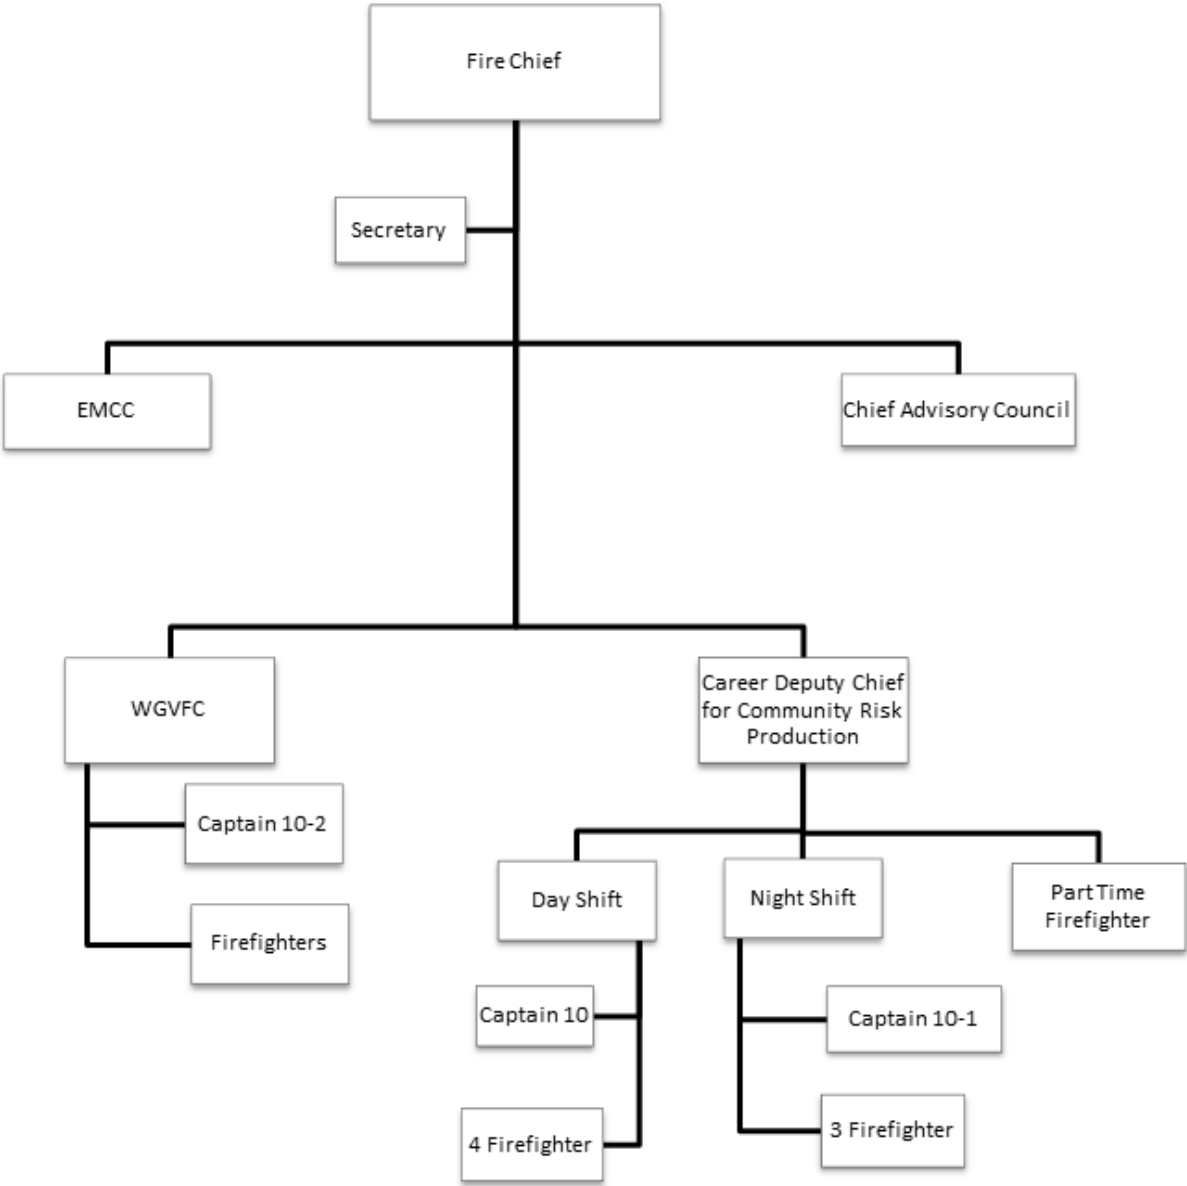 Fire Chief
Secretary
EMCC
Chief Advisory Council
WGVFC
Career Deputy Chief
for Community Risk
Production
Captain 10-2
Firefighters
Day Shift
Night Shift
Part Time
Firefighter
Captain 10
Captain 10-1
4 Firefighter
3 Firefighter